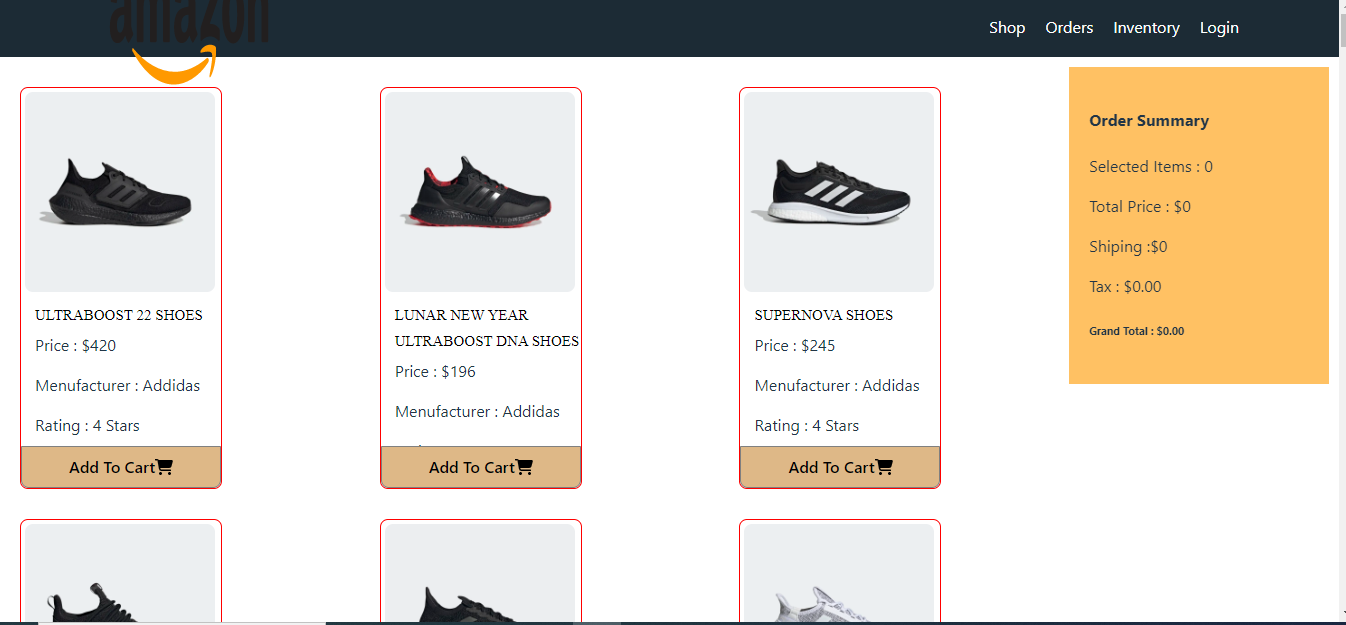 amazon
Shop Orders Inventory Login
ULTRABOOST 22 SHOES
Price : $420
Menufacturer : Addidas
Rating : 4 Stars
Add To Cart
LUNAR NEW YEAR
ULTRABOOST DNA SHOES
Price : $196
Menufacturer : Addidas
Add To Cart
SUPERNOVA SHOES
Price : $245
Menufacturer : Addidas
Rating : 4 Stars
Add To Cart
Order Summary
Selected Items : 0
Total Price : $0
Shiping :$0
Tax : $0.00
Grand Total : $0.00